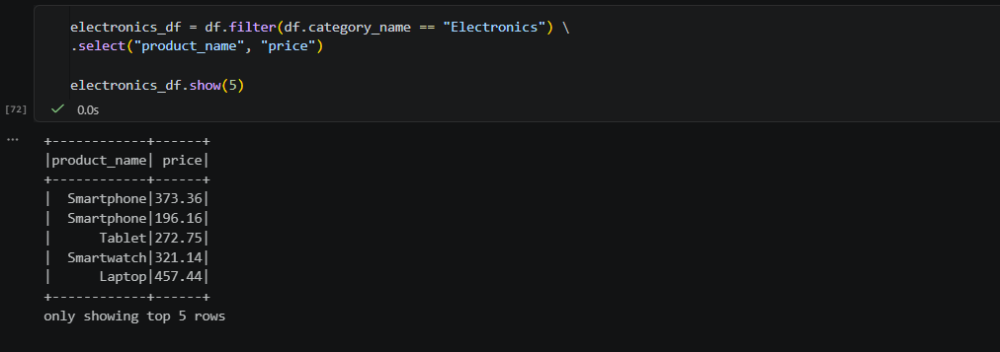 electronics_df = df.filter(df.category_name == "Electronics") \
.select("product_name", "price")
electronics_df.show(5)
[72]
0.0s
...
+------------+------+
|product_name| price|
+------------+------+
|  Smartphone|373.36|
|  Smartphone|196.16|
|      Tablet|272.75|
|  Smartwatch|321.14|
|      Laptop|457.44|
+------------+------+
only showing top 5 rows